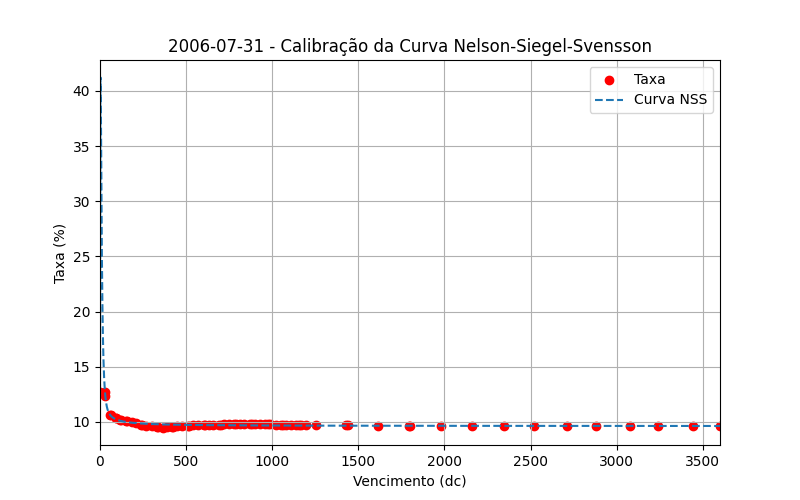 2006-07-31 - Calibração da Curva Nelson-Siegel-Svensson
Taxa
Curva NSS
Taxa (%)
40
35
30
25
20
15
10
0 500 1000 1500 2000 2500 3000 3500
Vencimento (dc)